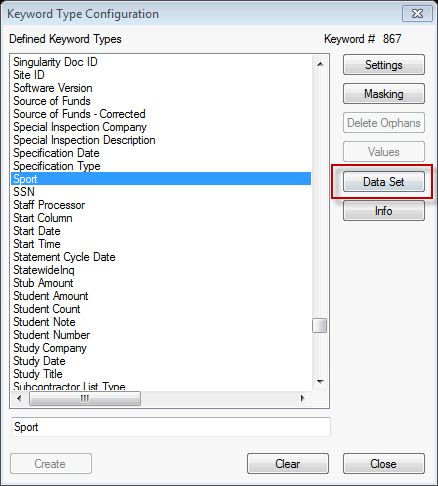 Keyword Type Configuration
Defined Keyword Types
Keyword # 867
Singularity Doc ID
Site ID
Software Version
Source of Funds
Source of Funds - Corrected
Special Inspection Company
Special Inspection Description
Specification Date
Specification Type
Sport
SSN
Staff Processor
Start Column
Start Date
Start Time
Statement Cycle Date
StatewideInq
Stub Amount
Student Amount
Student Count
Student Note
Student Number
Study Company
Study Date
Study Title
Subcontractor List Type
Settings
Masking
Delete Orphans
Values
Data Set
Info
Sport
Create
Clear
Close